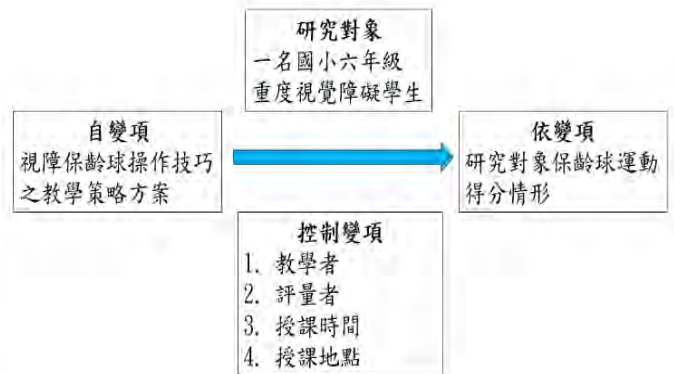 研究對象
一名國小六年級
重度視覺障礙學生
自變項
視障保齡球操作技巧
之教學策略方案
依變項
研究對象保齡球運動
得分情形
控制變項
1. 教學者
2. 評量者
3. 授課時間
4. 授課地點